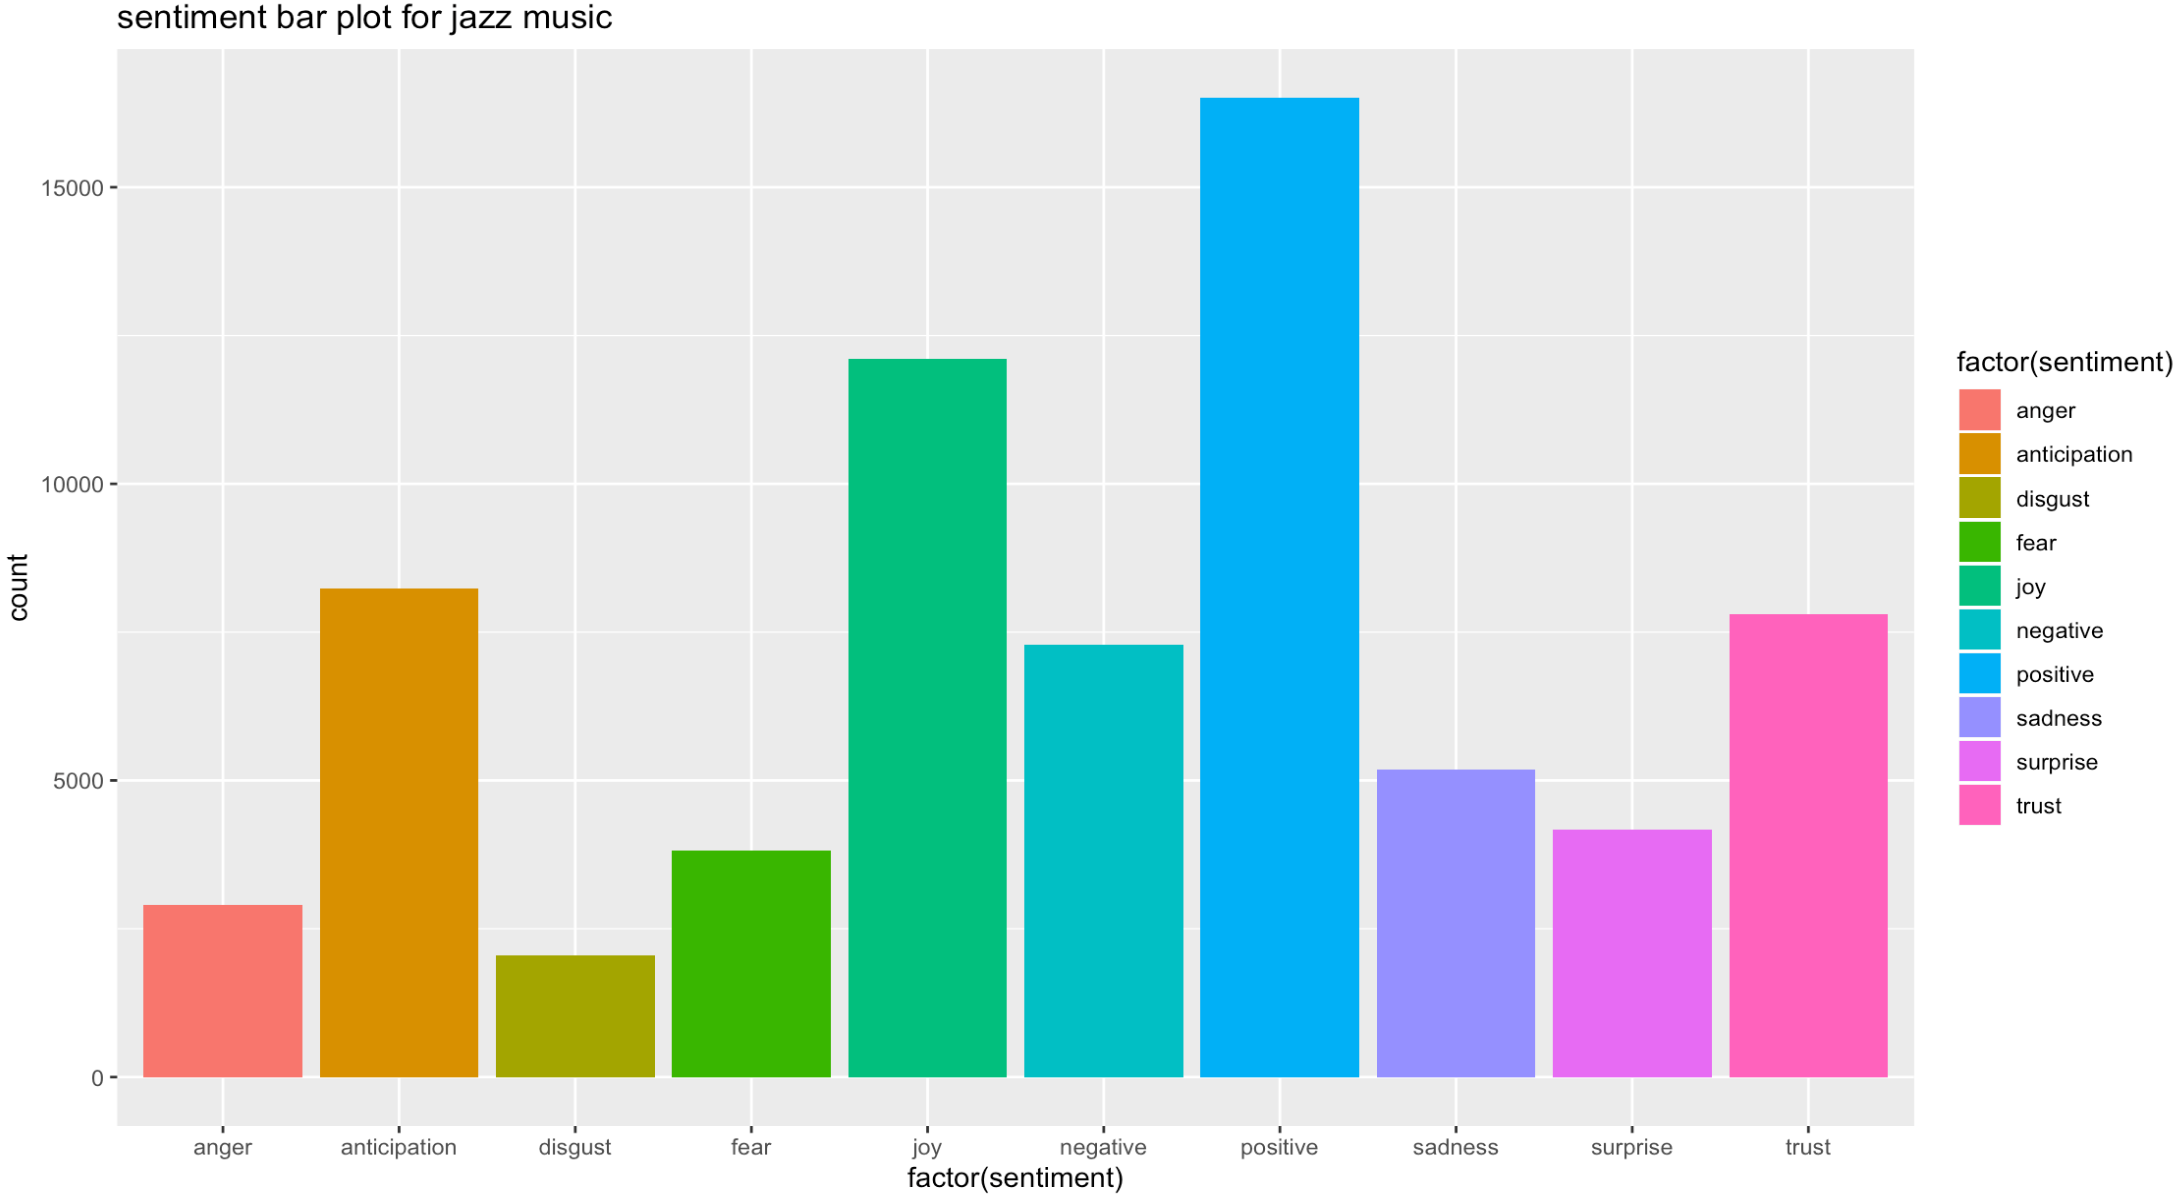 sentiment bar plot for jazz music
count
15000
10000
5000
0
anger anticipation disgust fear joy negative positive sadness surprise trust
factor(sentiment)
factor(sentiment)
anger
anticipation
disgust
fear
joy
negative
positive
sadness
surprise
trust